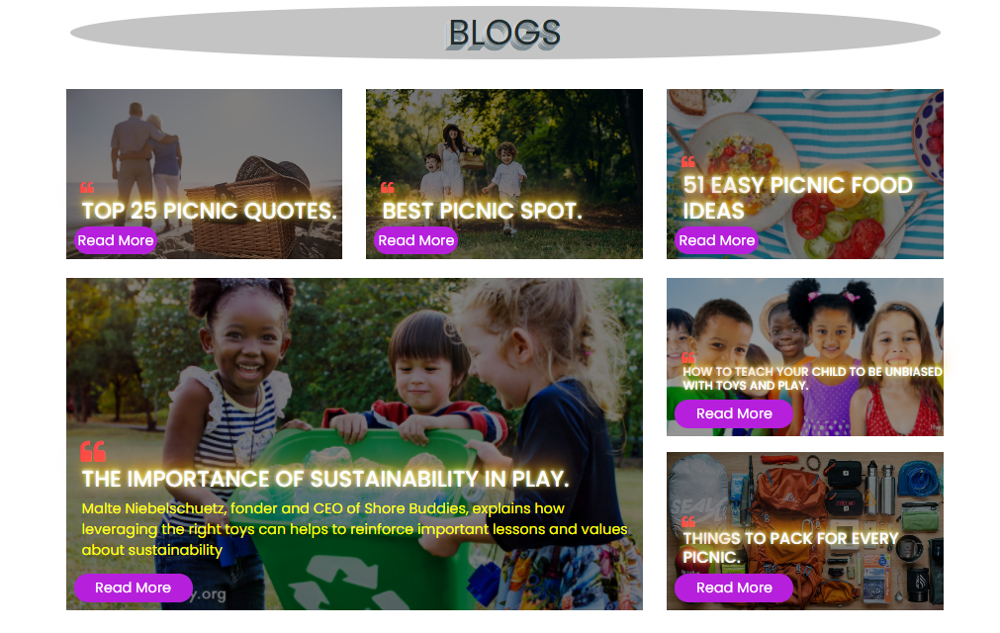 BLOGS
TOP 25 PICNIC QUOTES.
Read More
BEST PICNIC SPOT.
Read More
51 EASY PICNIC FOOD
IDEAS
Read More
THE IMPORTANCE OF SUSTAINABILITY IN PLAY.
Malte Niebelschuetz, fonder and CEO of Shore Buddies, explains how
leveraging the right toys can helps to reinforce important lessons and values
about sustainability
Read More
y.org
HOW TO TEACH YOUR CHILD TO BE UNBIASED
WITH TOYS AND PLAY.
Read More
THINGS TO PACK FOR EVERY
PICNIC.
Read More